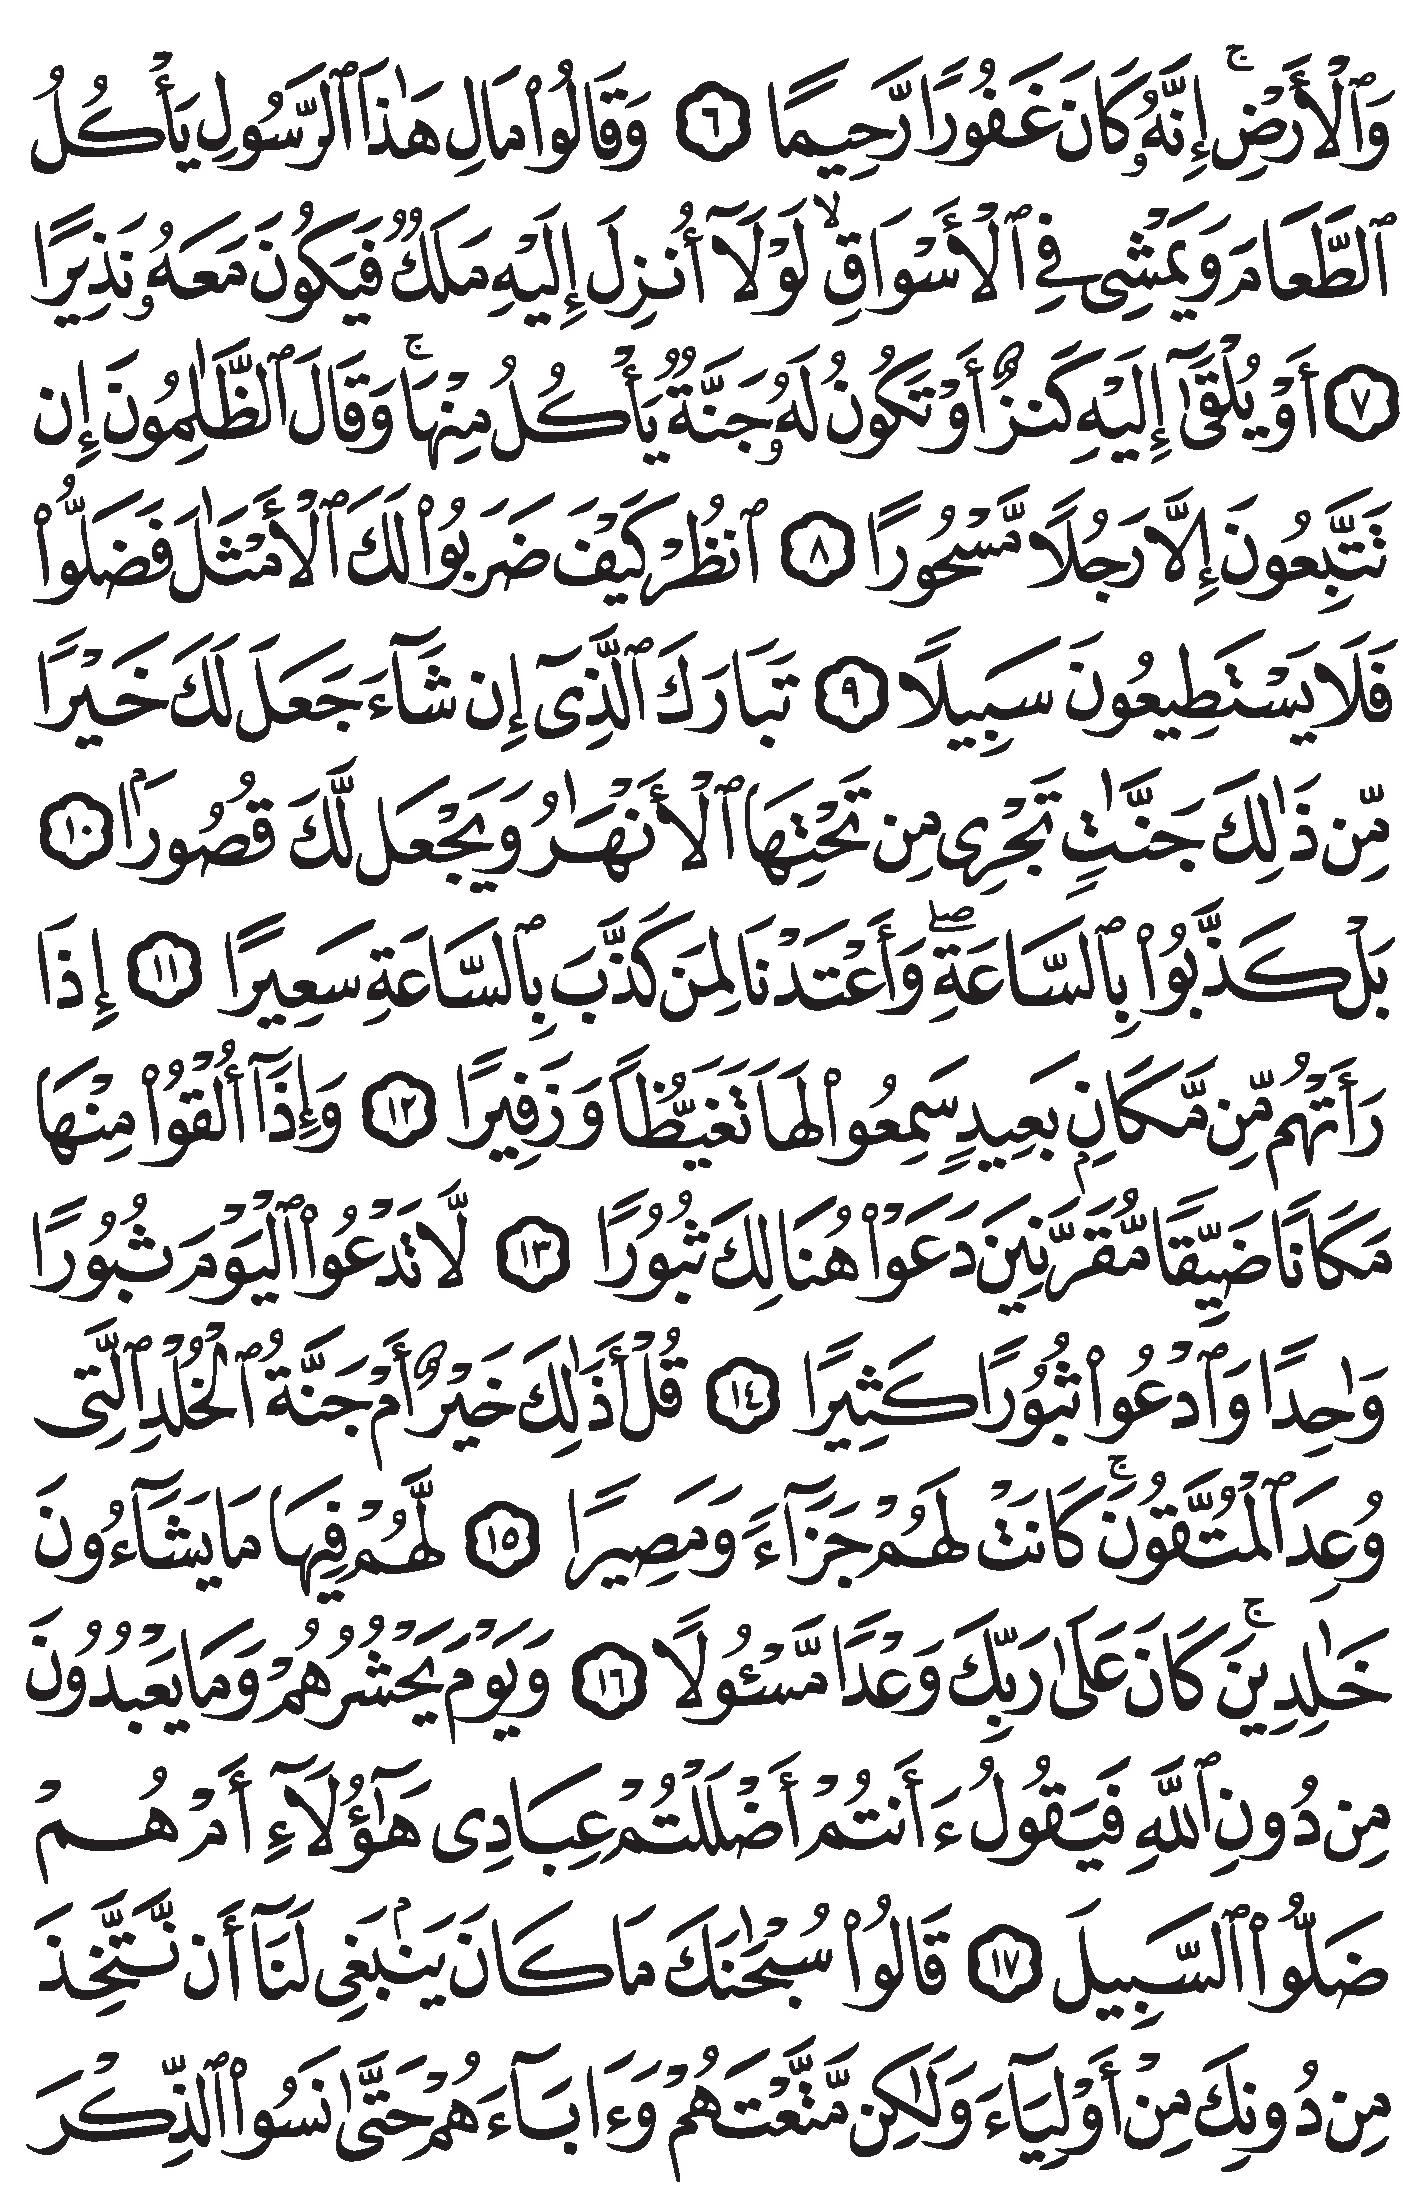 وَٱلْأَرْضِ ۚ إِنَّهُۥ كَانَ غَفُورًا رَّحِيمًا ٦ وَقَالُوا۟ مَالِ هَٰذَا ٱلرَّسُولِ يَأْكُلُ
ٱلطَّعَامَ وَيَمْشِى فِى ٱلْأَسْوَاقِ ۙ لَوْلَآ أُنزِلَ إِلَيْهِ مَلَكٌ فَيَكُونَ مَعَهُۥ نَذِيرًا
٧ أَوْ يُلْقَىٰٓ إِلَيْهِ كَنزٌ أَوْ تَكُونُ لَهُۥ جَنَّةٌ يَأْكُلُ مِنْهَا ۚ وَقَالَ ٱلظَّٰلِمُونَ إِن
تَتَّبِعُونَ إِلَّا رَجُلًا مَّسْحُورًا ٨ ٱنظُرْ كَيْفَ ضَرَبُوا۟ لَكَ ٱلْأَمْثَٰلَ فَضَلُّوا۟
فَلَا يَسْتَطِيعُونَ سَبِيلًا ٩ تَبَارَكَ ٱلَّذِىٓ إِن شَآءَ جَعَلَ لَكَ خَيْرًا
مِّن ذَٰلِكَ جَنَّٰتٍ تَجْرِى مِن تَحْتِهَا ٱلْأَنْهَٰرُ وَيَجْعَل لَّكَ قُصُورًۢا ١٠
بَلْ كَذَّبُوا۟ بِٱلسَّاعَةِ ۖ وَأَعْتَدْنَا لِمَن كَذَّبَ بِٱلسَّاعَةِ سَعِيرًا ١١ إِذَا
رَأَتْهُم مِّن مَّكَانٍۭ بَعِيدٍ سَمِعُوا۟ لَهَا تَغَيُّظًا وَزَفِيرًا ١٢ وَإِذَآ أُلْقُوا۟ مِنْهَا
مَكَانًا ضَيِّقًا مُّقَرَّنِينَ دَعَوْا۟ هُنَالِكَ ثُبُورًا ١٣ لَّا تَدْعُوا۟ ٱلْيَوْمَ ثُبُورًا
وَٰحِدًا وَٱدْعُوا۟ ثُبُورًا كَثِيرًا ١٤ قُلْ أَذَٰلِكَ خَيْرٌ أَمْ جَنَّةُ ٱلْخُلْدِ ٱلَّتِى
وُعِدَ ٱلْمُتَّقُونَ ۚ كَانَتْ لَهُمْ جَزَآءً وَمَصِيرًا ١٥ لَّهُمْ فِيهَا مَا يَشَآءُونَ
خَٰلِدِينَ ۚ كَانَ عَلَىٰ رَبِّكَ وَعْدًا مَّسْـُٔولًا ١٦ وَيَوْمَ يَحْشُرُهُمْ وَمَا يَعْبُدُونَ
مِن دُونِ ٱللَّهِ فَيَقُولُ ءَأَنتُمْ أَضْلَلْتُمْ عِبَادِى هَٰٓؤُلَآءِ أَمْ هُمْ
ضَلُّوا۟ ٱلسَّبِيلَ ١٧ قَالُوا۟ سُبْحَٰنَكَ مَا كَانَ يَنۢبَغِى لَنَآ أَن نَّتَّخِذَ
مِن دُونِكَ مِنْ أَوْلِيَآءَ وَلَٰكِن مَّتَّعْتَهُمْ وَءَابَآءَهُمْ حَتَّىٰ نَسُوا۟ ٱلذِّكْرَ